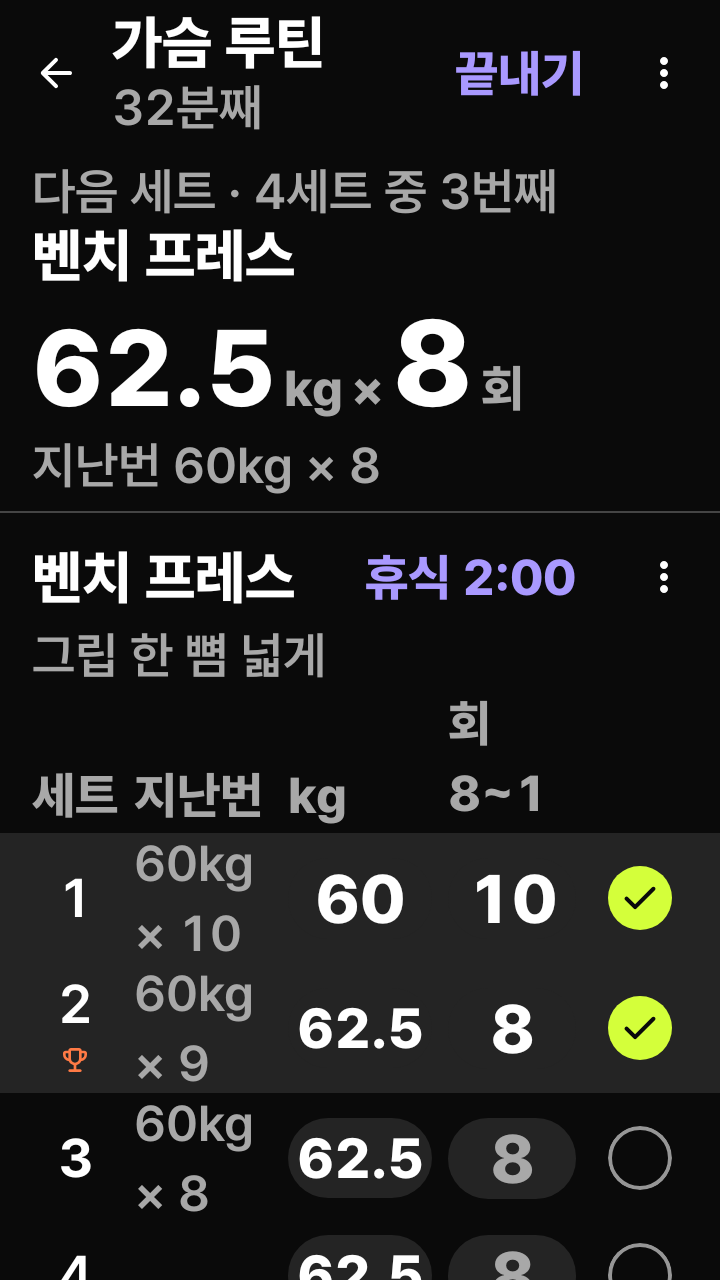 가슴 루틴
32분째
끝내기
다음 세트 · 4세트 중 3번째
벤치 프레스
62.5 kg × 8 회
지난번 60kg × 8
벤치 프레스 휴식 2:00
그립 한 뼘 넓게
회
세트 지난번 kg 8~1
1 60kg × 10 60 10
2 60kg × 9 62.5 8
3 60kg × 8 62.5 8
4 62.5 8